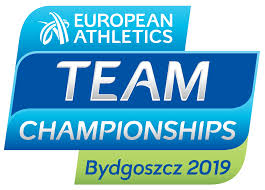 EUROPEAN
ATHLETICS
TEAM
CHAMPIONSHIPS
Bydgoszcz 2019